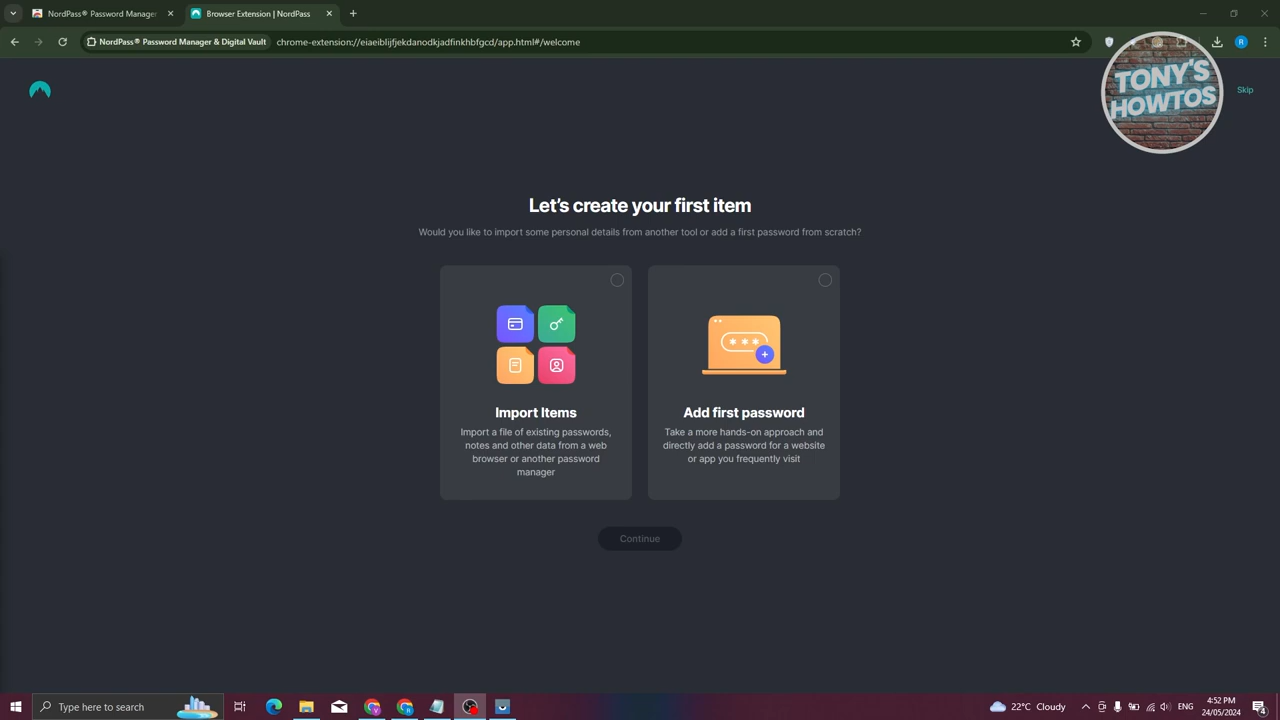 NordPass® Password Manager
Browser Extension | NordPass
NordPass® Password Manager & Digital Vault
chrome-extension://eiaeiblijfjekdanodkjadfinkhbfgcd/app.html#/welcome
R
TONY'S
HOWTOS
Skip
Let's create your first item
Would you like to import some personal details from another tool or add a first password from scratch?
Import Items
Import a file of existing passwords,
notes and other data from a web
browser or another password
manager
Add first password
Take a more hands-on approach and
directly add a password for a website
or app you frequently visit
Continue
Type here to search
22°C Cloudy
ENG
4:52 PM
24/05/2024